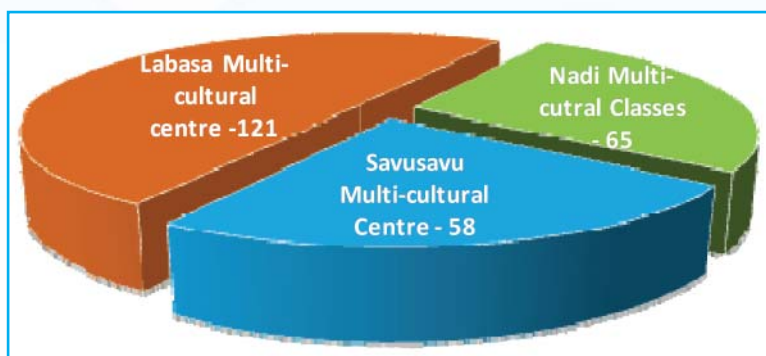 Labasa Multi-
cultural
centre -121
Nadi Multi-
cutral Classes
- 65
Savusavu
Multi-cultural
Centre - 58